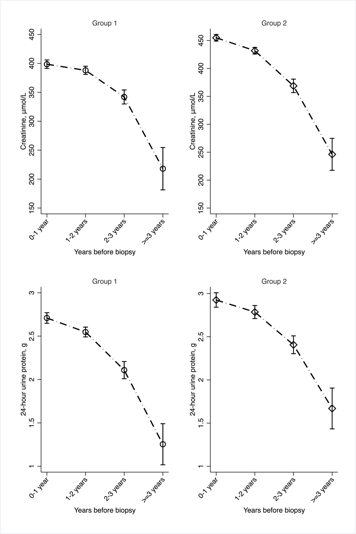 Group 1
Creatinine, µmol/L
450
400
350
300
250
200
150
0-1 year
1-2 years
2-3 years
>=3 years
Years before biopsy
Group 2
Creatinine, µmol/L
450
400
350
300
250
200
150
0-1 year
1-2 years
2-3 years
>=3 years
Years before biopsy
Group 1
24-hour urine protein, g
3
2.5
2
1.5
1
0-1 year
1-2 years
2-3 years
>=3 years
Years before biopsy
Group 2
24-hour urine protein, g
3
2.5
2
1.5
1
0-1 year
1-2 years
2-3 years
>=3 years
Years before biopsy